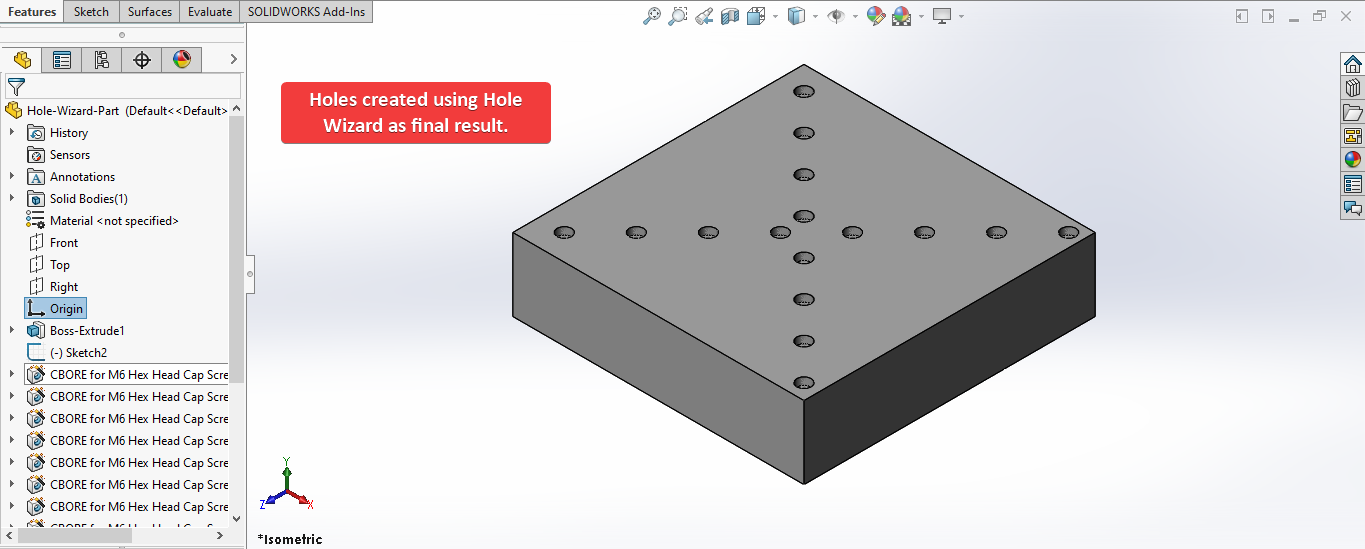 Features Sketch Surfaces Evaluate SOLIDWORKS Add-Ins
Holes created using Hole
Wizard as final result.
Hole-Wizard-Part (Default<<Default>
History
Sensors
Annotations
Solid Bodies(1)
Material <not specified>
Front
Top
Right
Origin
Boss-Extrude1
(-) Sketch2
CBORE for M6 Hex Head Cap Scre
CBORE for M6 Hex Head Cap Scre
CBORE for M6 Hex Head Cap Scre
CBORE for M6 Hex Head Cap Scre
CBORE for M6 Hex Head Cap Scre
CBORE for M6 Hex Head Cap Scre
CBORE for M6 Hex Head Cap Scre
CBORE for M6 Hex Head Cap Scre
Y
Z X
*Isometric